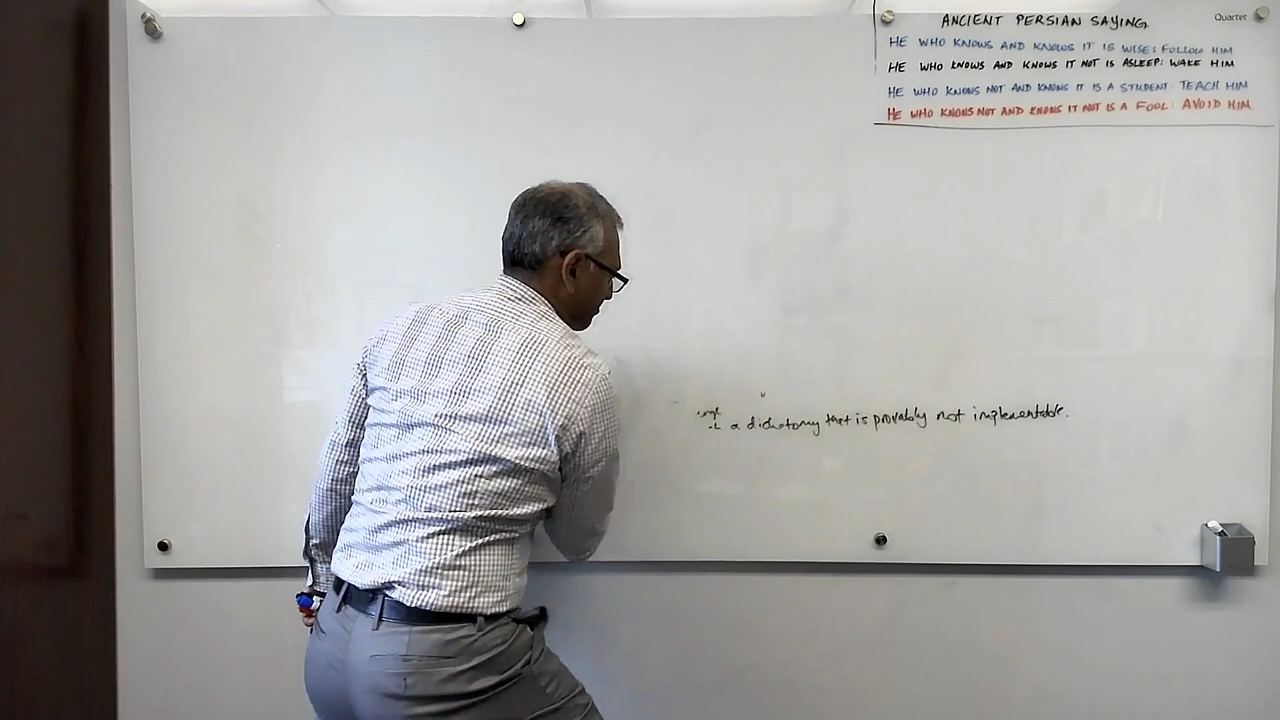 ANCIENT PERSIAN SAYING
Quartet
HE WHO KNOWS AND KNOWS IT IS WISE: FOLLOW HIM
HE WHO KNOWS AND KNOWS IT NOT IS ASLEEP: WAKE HIM
HE WHO KNOWS NOT AND KNOWS IT IS A STUDENT: TEACH HIM
HE WHO KNOWS NOT AND KNOWS IT NOT IS A FOOL: AVOID HIM
a dichotomy that is provably not implementable.